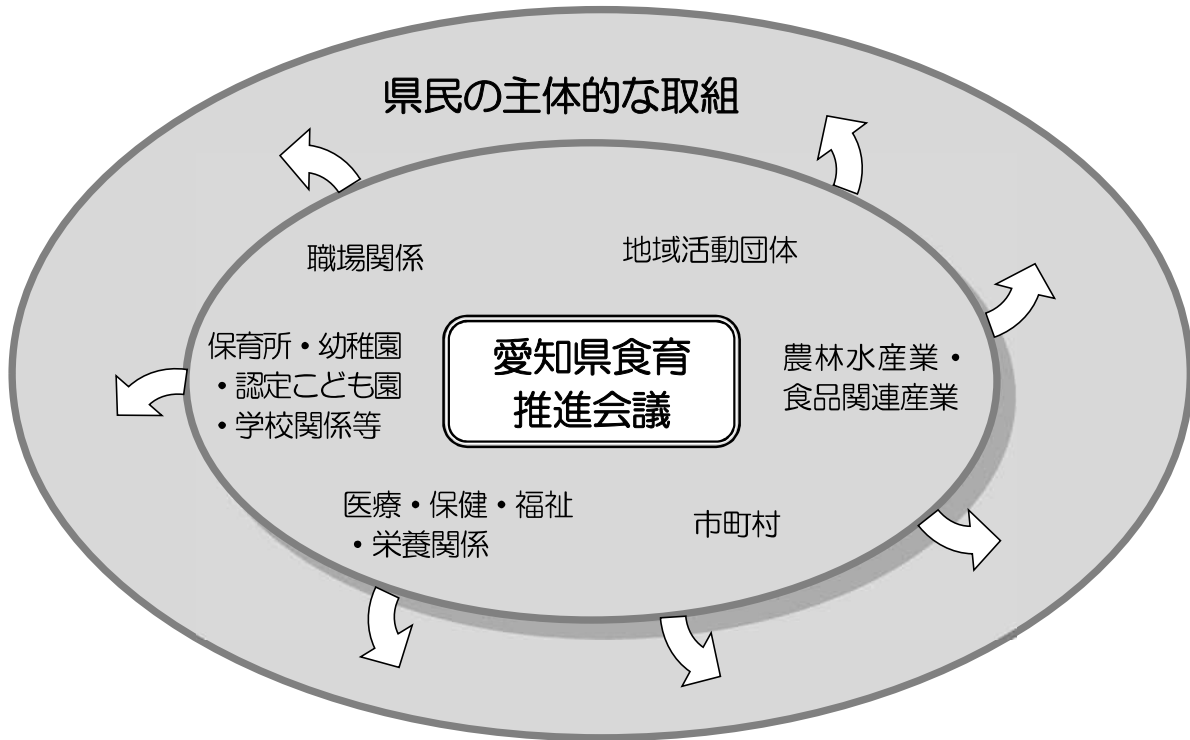 県民の主体的な取組
職場関係
地域活動団体
保育所・幼稚園
・認定こども園
・学校関係等
愛知県食育
推進会議
農林水産業・
食品関連産業
医療・保健・福祉
・栄養関係
市町村